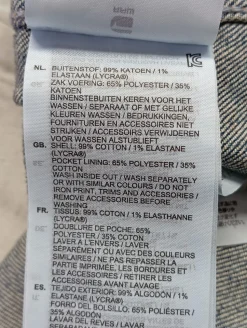 NL. BUITENSTOF: 99% KATOEN / 1%
ELASTAAN (LYCRA®)
ZAK VOERING: 65% POLYESTER / 35%
KATOEN
BINNENSTEBUITEN KEREN VOOR HET
WASSEN / SEPARAAT OF MET GELIJKE
KLEUREN WASSEN / BEDRUKKINGEN,
FOURNITUREN EN ACCESSOIRES NIET
STRIJKEN / ACCESSOIRS VERWIJDEREN
VOOR WASSEN ALSTUBLIEFT
GB. SHELL: 99% COTTON / 1% ELASTANE
(LYCRA®)
POCKET LINING: 65% POLYESTER / 35%
COTTON
WASH INSIDE OUT / WASH SEPARATELY
OR WITH SIMILAR COLOURS / DO NOT
IRON PRINT, TRIMS AND ACCESSORIES /
REMOVE ACCESSORIES BEFORE
WASHING
FR. TISSUS: 99% COTON / 1% ELASTHANNE
(LYCRA®)
DOUBLURE DE POCHE: 65%
POLYESTER / 35% COTON
LAVER A L'ENVERS / LAVER
SEPARÉMENT OU AVEC DES COULEURS
SIMILAIRES / NE PAS REPASSER LA
PARTIE IMPRIMÉE, LES BORDURES ET
LES ACCESSOIRES / RETIRER LES
ACCESSOIRES AVANT LAVAGE
ES. TEJIDO EXTERIOR: 99% ALGODÓN / 1%
ELASTANE (LYCRA®)
FORRO DEL BOLSILLO: 65% POLIÉSTER
/ 35% ALGODÓN
LAVAR DEL REVÉS / LAVAR